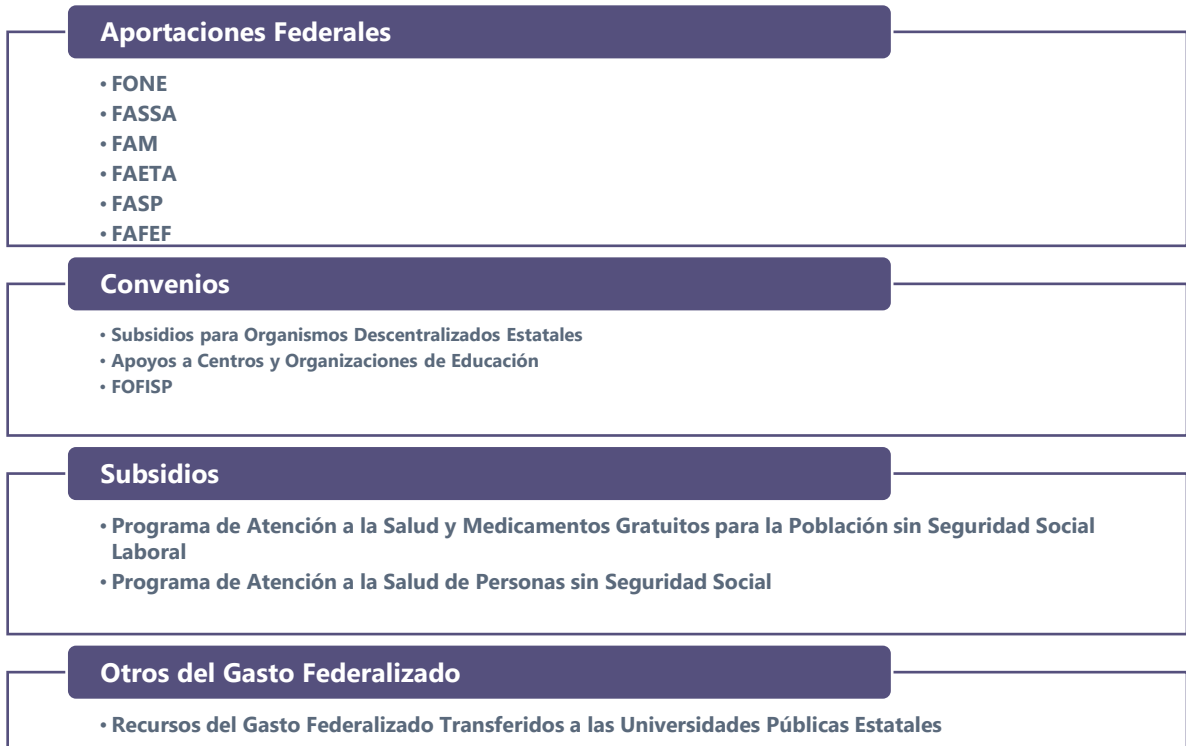 Aportaciones Federales
• FONE
• FASSA
• FAM
• FAETA
• FASP
• FAFEF
Convenios
• Subsidios para Organismos Descentralizados Estatales
• Apoyos a Centros y Organizaciones de Educación
• FOFISP
Subsidios
• Programa de Atención a la Salud y Medicamentos Gratuitos para la Población sin Seguridad Social
Laboral
• Programa de Atención a la Salud de Personas sin Seguridad Social
Otros del Gasto Federalizado
• Recursos del Gasto Federalizado Transferidos a las Universidades Públicas Estatales